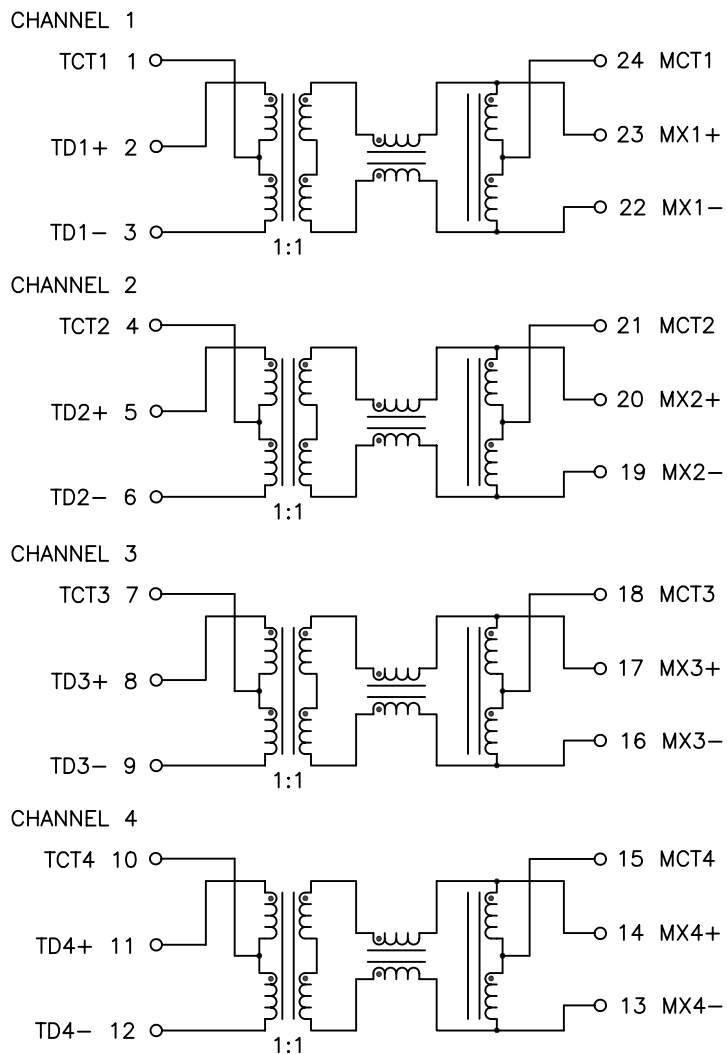 CHANNEL 1
TCT1 1
24 MCT1
TD1+ 2
23 MX1+
22 MX1-
TD1- 3
1:1
CHANNEL 2
TCT2 4
21 MCT2
TD2+ 5
20 MX2+
19 MX2-
TD2- 6
1:1
CHANNEL 3
TCT3 7
18 MCT3
TD3+ 8
17 MX3+
16 MX3-
TD3- 9
1:1
CHANNEL 4
TCT4 10
15 MCT4
TD4+ 11
14 MX4+
13 MX4-
TD4- 12
1:1